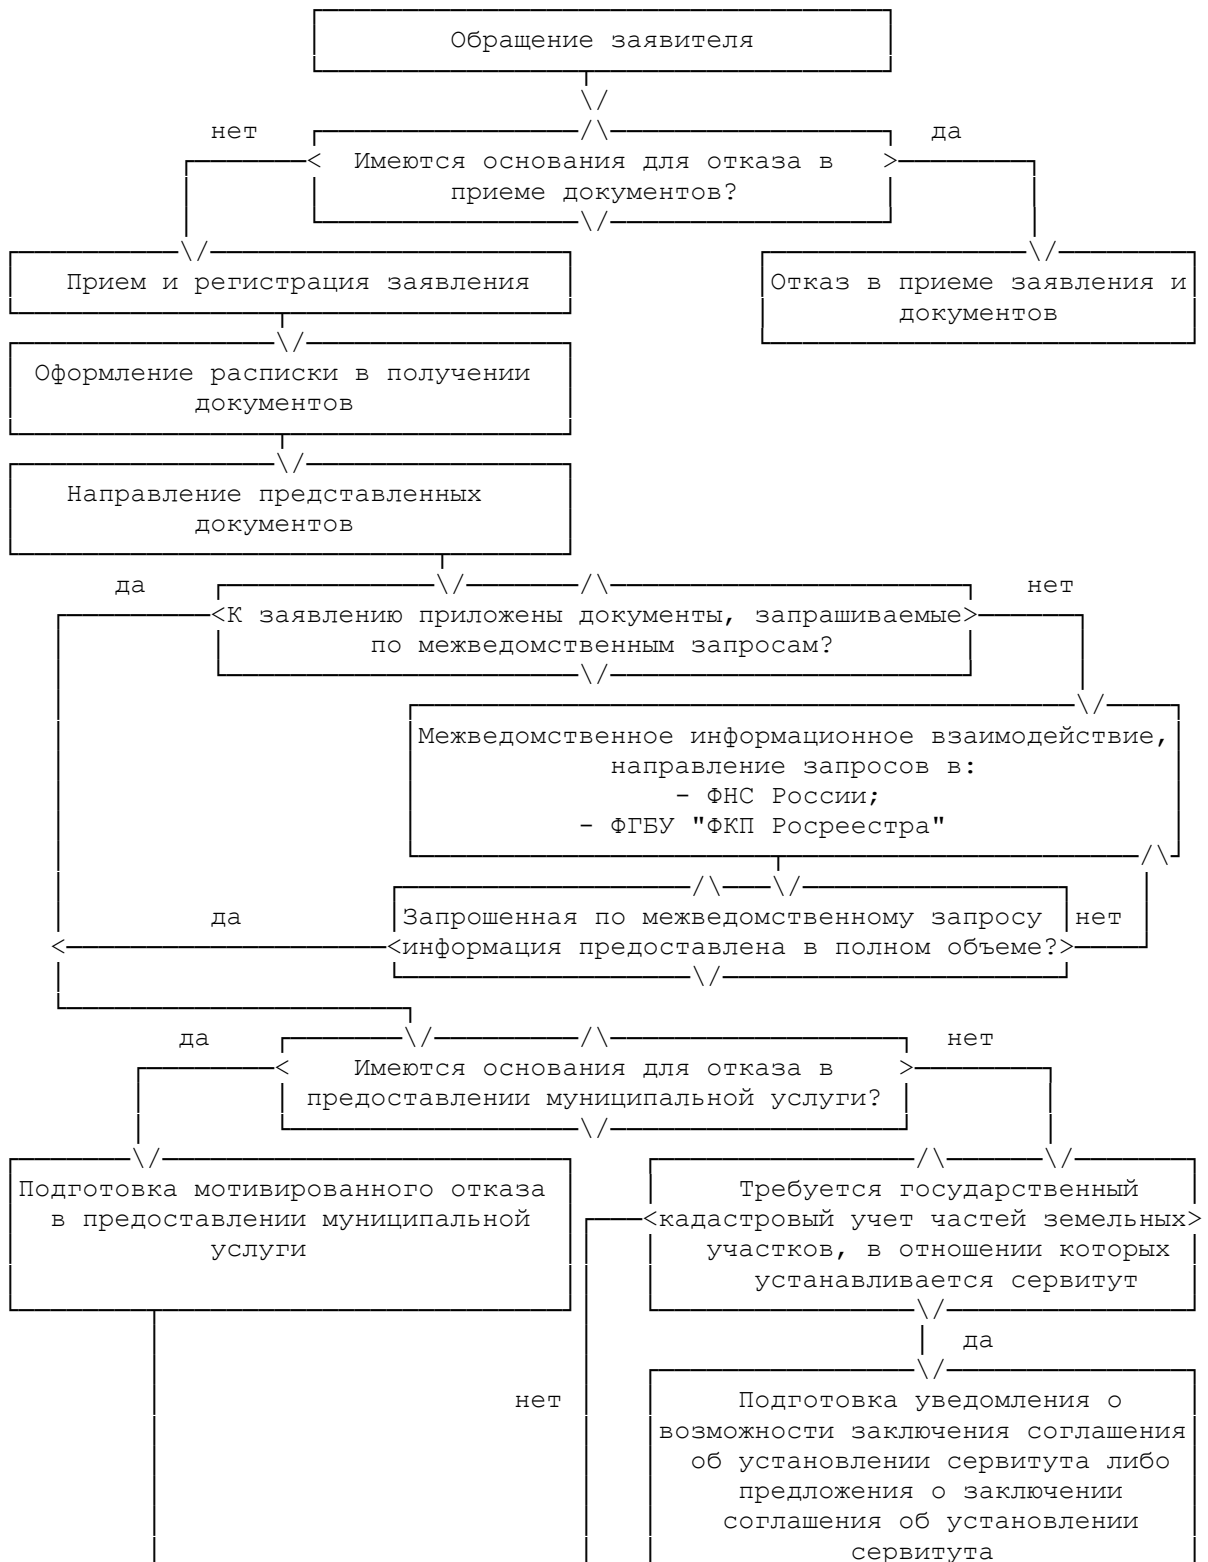 Обращение заявителя
нет
да
Имеются основания для отказа в
приеме документов?
Прием и регистрация заявления
Отказ в приеме заявления и
документов
Оформление расписки в получении
документов
Направление представленных
документов
да
нет
К заявлению приложены документы, запрашиваемые
по межведомственным запросам?
Межведомственное информационное взаимодействие,
направление запросов в:
- ФНС России;
- ФГБУ "ФКП Росреестра"
да
Запрошенная по межведомственному запросу
нет
информация предоставлена в полном объеме?
да
нет
Имеются основания для отказа в
предоставлении муниципальной услуги?
Подготовка мотивированного отказа
в предоставлении муниципальной
услуги
Требуется государственный
кадастровый учет частей земельных
участков, в отношении которых
устанавливается сервитут
да
нет
Подготовка уведомления о
возможности заключения соглашения
об установлении сервитута либо
предложения о заключении
соглашения об установлении
сервитута